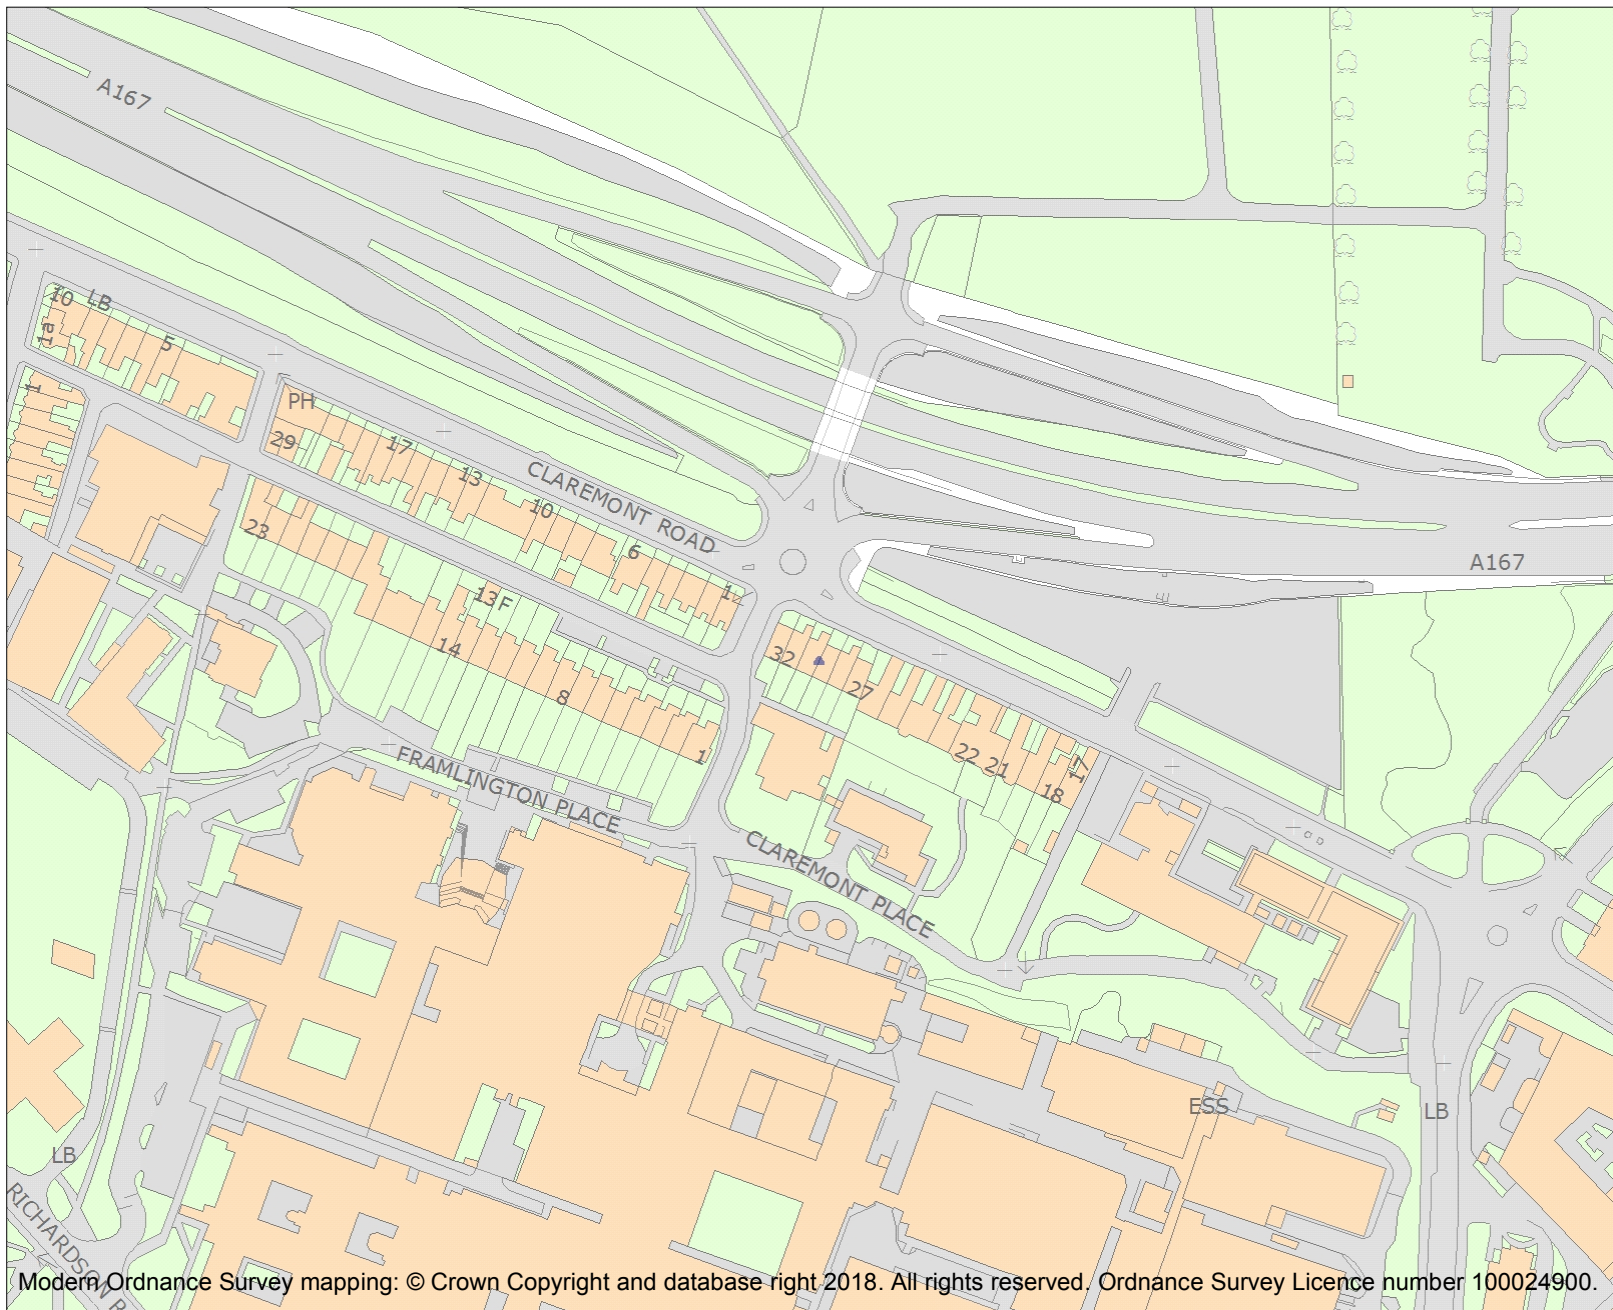 A167
10 LB
1a
5
1
PH
29
17
13
CLAREMONT ROAD
10
6
1
A167
23
13F
14
8
1
32
27
22 21
17
18
FRAMLINGTON PLACE
CLAREMONT PLACE
ESS
LB
LB
RICHARDSON R
Modern Ordnance Survey mapping: © Crown Copyright and database right 2018. All rights reserved. Ordnance Survey Licence number 100024900.